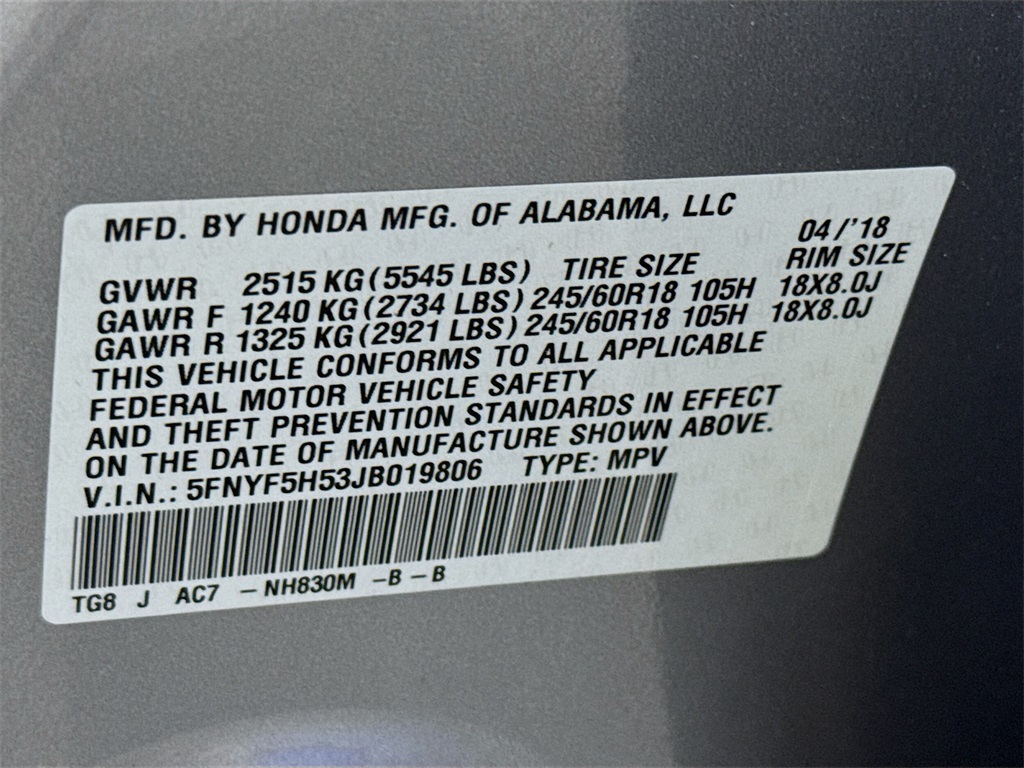 MFD. BY HONDA MFG. OF ALABAMA, LLC
04/'18
GVWR 2515 KG (5545 LBS) TIRE SIZE RIM SIZE
GAWR F 1240 KG (2734 LBS) 245/60R18 105H 18X8.0J
GAWR R 1325 KG (2921 LBS) 245/60R18 105H 18X8.0J
THIS VEHICLE CONFORMS TO ALL APPLICABLE
FEDERAL MOTOR VEHICLE SAFETY
AND THEFT PREVENTION STANDARDS IN EFFECT
ON THE DATE OF MANUFACTURE SHOWN ABOVE.
V.I.N.: 5FNYF5H53JB019806 TYPE: MPV
TG8 J AC7 – NH830M – B – B